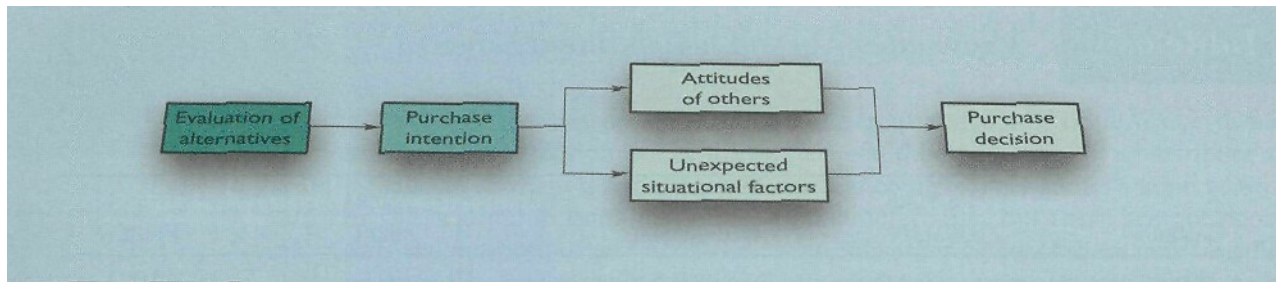 Evaluation of
alternatives
Purchase
intention
Attitudes
of others
Unexpected
situational factors
Purchase
decision